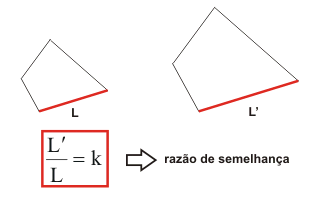 L
L’
L′/L = k
razão de semelhança